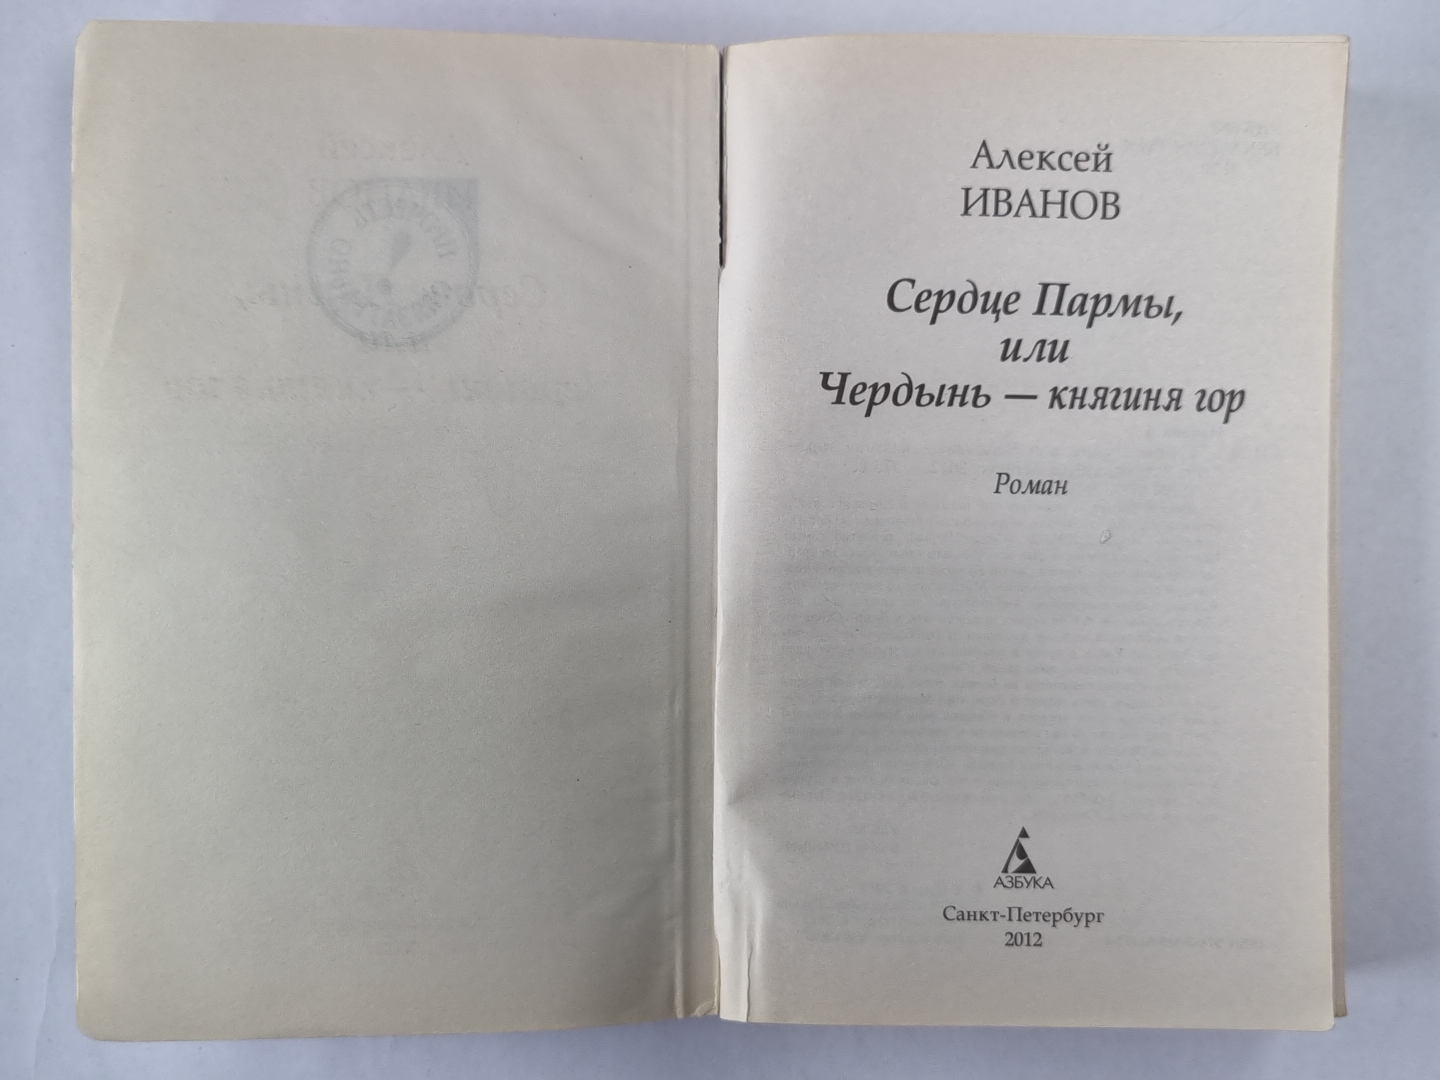 Алексей
ИВАНОВ
Сердце Пармы,
или
Чердынь — княгиня гор
Роман
АЗБУКА
Санкт-Петербург
2012